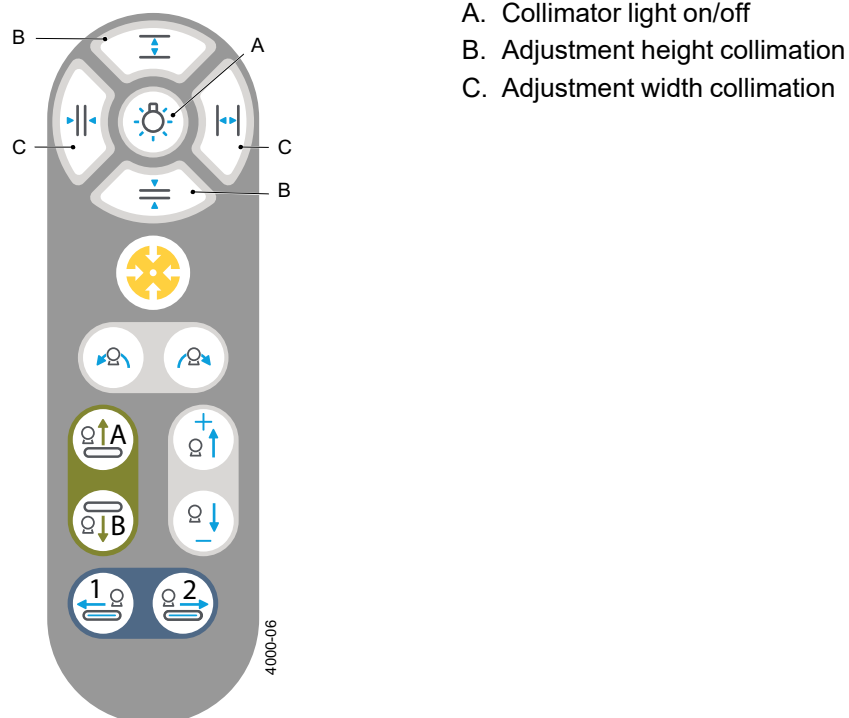 A. Collimator light on/off
B. Adjustment height collimation
C. Adjustment width collimation
B
A
C
C
B
A
+
B
−
1
2
4000-06